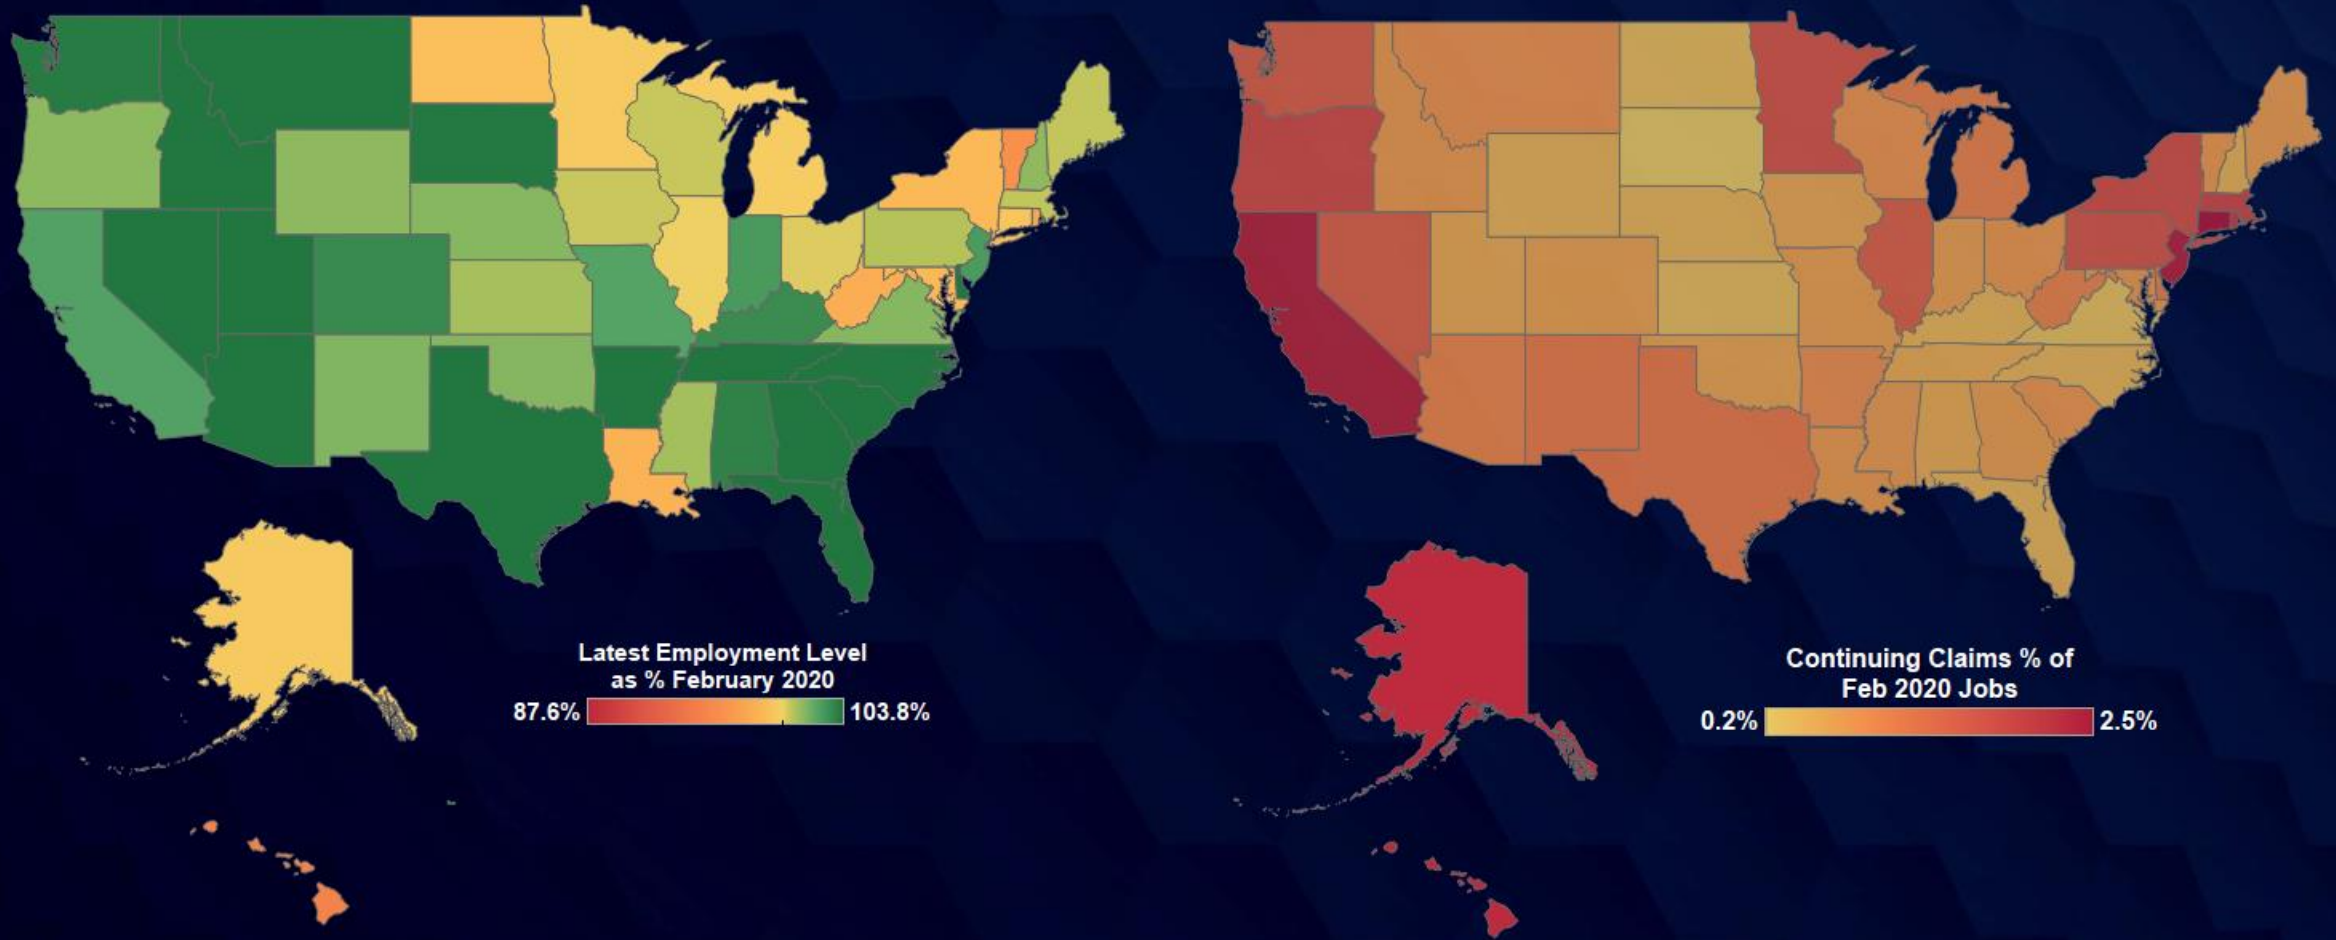 Latest Employment Level
as % February 2020
87.6% 103.8%
Continuing Claims % of
Feb 2020 Jobs
0.2% 2.5%